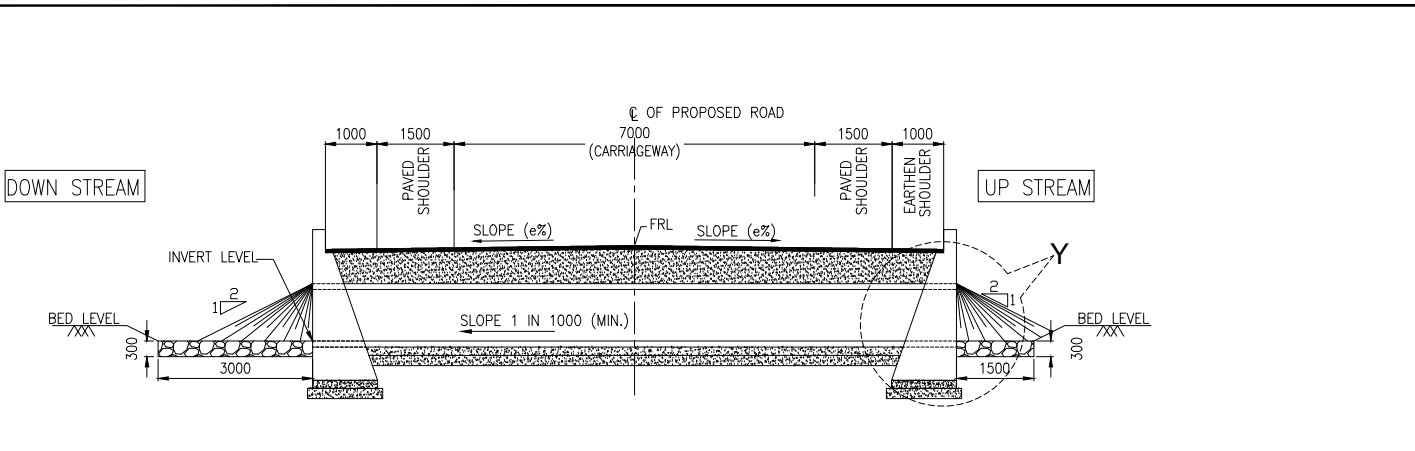 ℄ OF PROPOSED ROAD
1000
1500
7000
1500
1000
(CARRIAGEWAY)
PAVED
SHOULDER
PAVED
SHOULDER
EARTHEN
SHOULDER
DOWN STREAM
UP STREAM
SLOPE (e%)
FRL
SLOPE (e%)
INVERT LEVEL
Y
2
1
2
1
BED LEVEL
SLOPE 1 IN 1000 (MIN.)
BED LEVEL
300
300
3000
1500